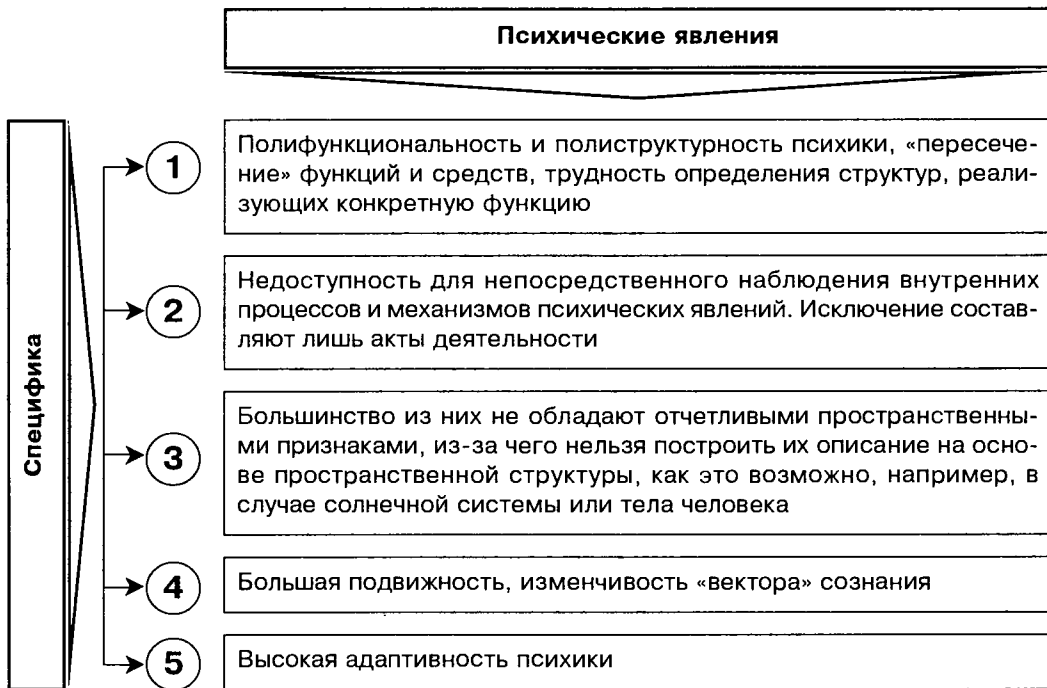 Психические явления
Специфика
1
Полифункциональность и полиструктурность психики, «пересече-
ние» функций и средств, трудность определения структур, реали-
зующих конкретную функцию
2
Недоступность для непосредственного наблюдения внутренних
процессов и механизмов психических явлений. Исключение состав-
ляют лишь акты деятельности
3
Большинство из них не обладают отчетливыми пространственны-
ми признаками, из-за чего нельзя построить их описание на осно-
ве пространственной структуры, как это возможно, например, в
случае солнечной системы или тела человека
4
Большая подвижность, изменчивость «вектора» сознания
5
Высокая адаптивность психики